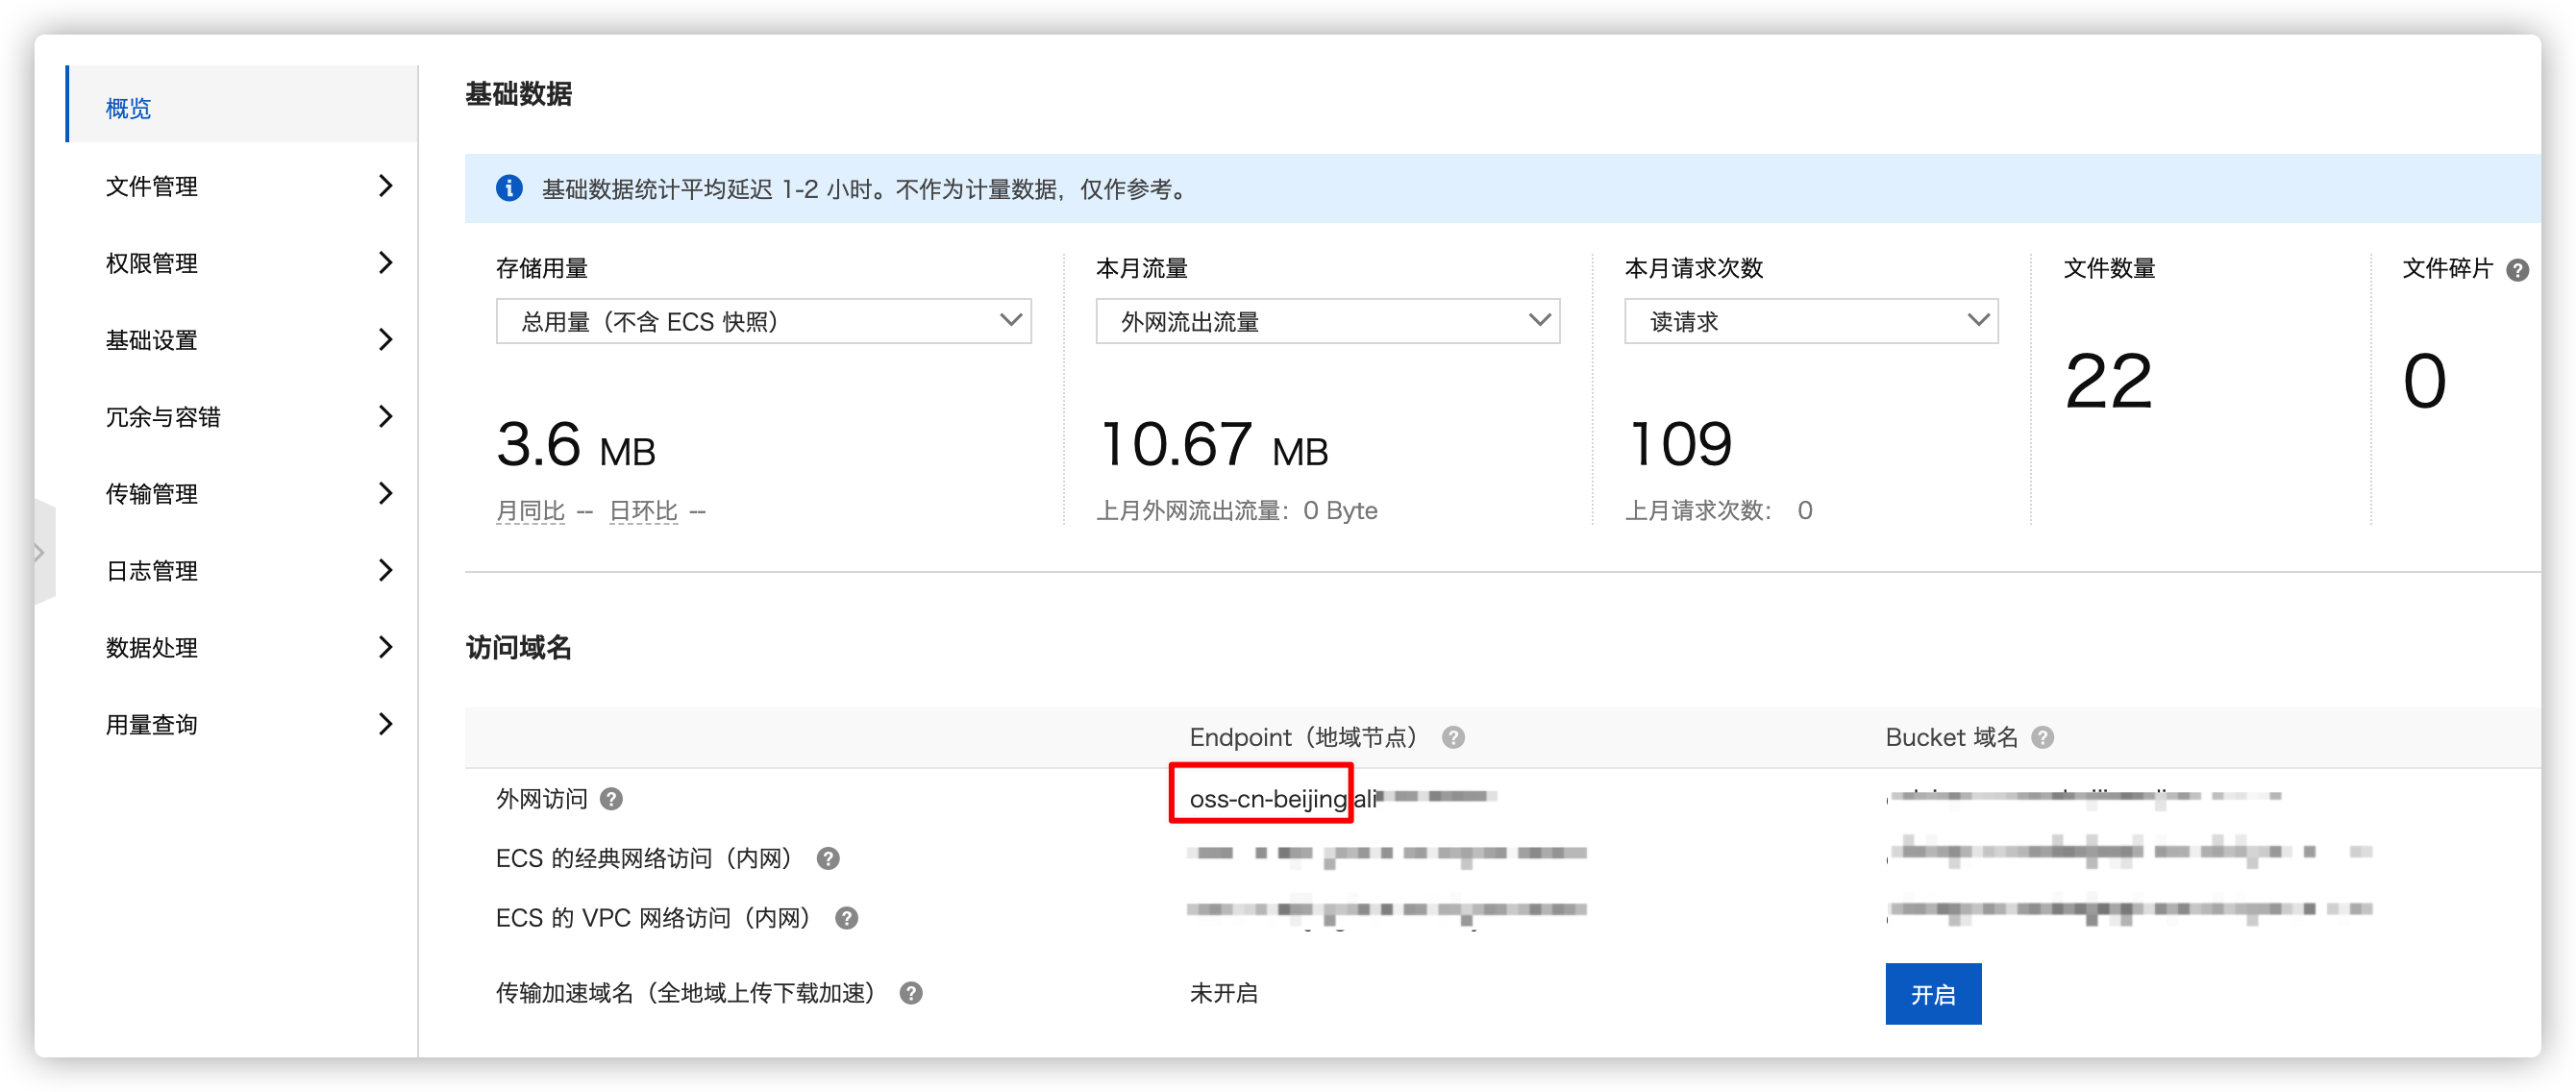 概览
文件管理
权限管理
基础设置
冗余与容错
传输管理
日志管理
数据处理
用量查询
基础数据
基础数据统计平均延迟 1-2 小时。不作为计量数据，仅作参考。
存储用量
总用量（不含 ECS 快照）
3.6 MB
月同比 -- 日环比 --
本月流量
外网流出流量
10.67 MB
上月外网流出流量：0 Byte
本月请求次数
读请求
109
上月请求次数： 0
文件数量
22
文件碎片
0
访问域名
Endpoint（地域节点） Bucket 域名
外网访问 oss-cn-beijing
ECS 的经典网络访问（内网）
ECS 的 VPC 网络访问（内网）
传输加速域名（全地域上传下载加速） 未开启 开启